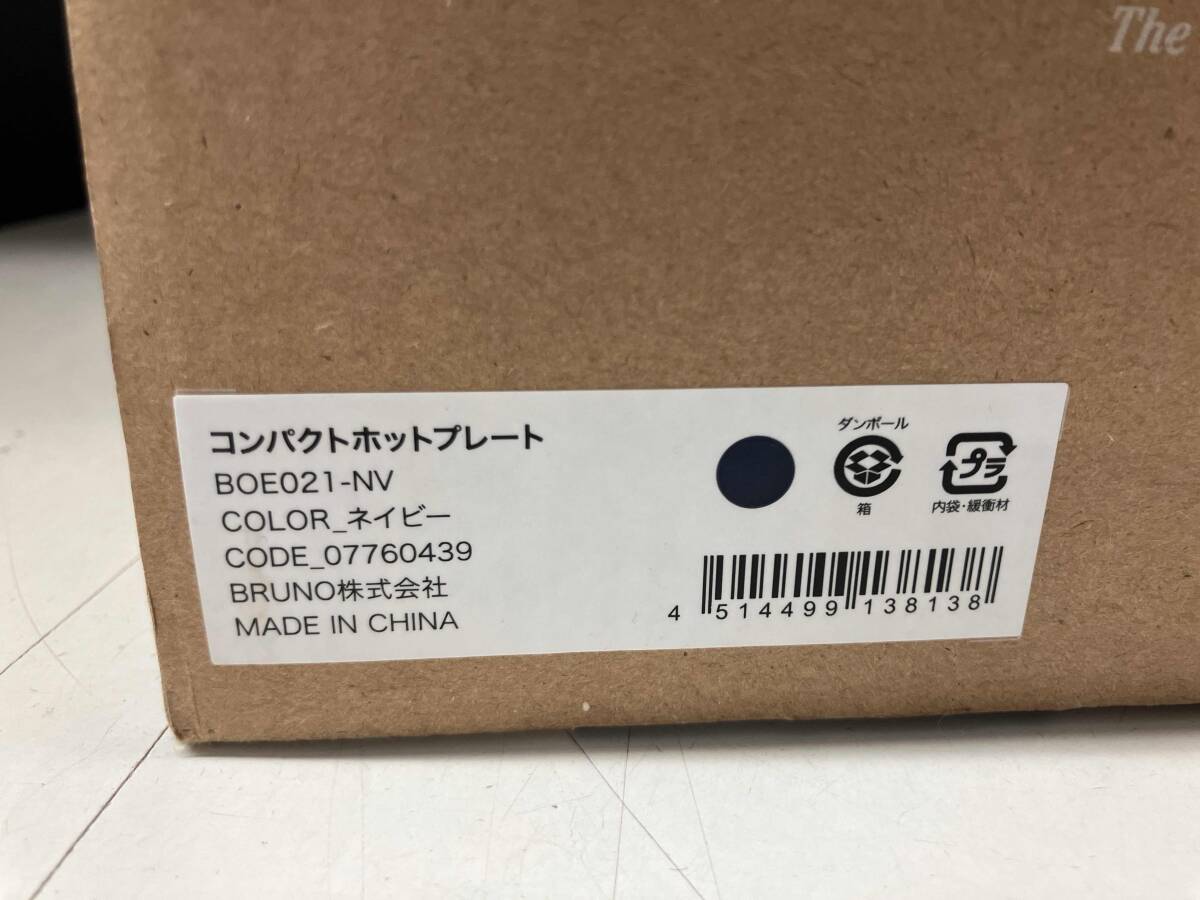 The
コンパクトホットプレート
BOE021-NV
COLOR_ネイビー
CODE_07760439
BRUNO株式会社
MADE IN CHINA
ダンボール
箱
プラ
内袋・緩衝材
4 514499 138138